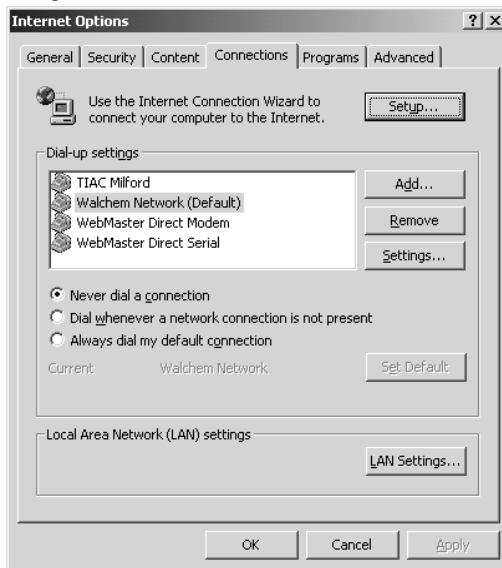 Internet Options
General Security Content Connections Programs Advanced
Use the Internet Connection Wizard to
connect your computer to the Internet.
Setup...
Dial-up settings
TIAC Milford
Walchem Network (Default)
WebMaster Direct Modem
WebMaster Direct Serial
Add...
Remove
Settings...
Never dial a connection
Dial whenever a network connection is not present
Always dial my default connection
Current Walchem Network Set Default
Local Area Network (LAN) settings
LAN Settings...
OK Cancel Apply